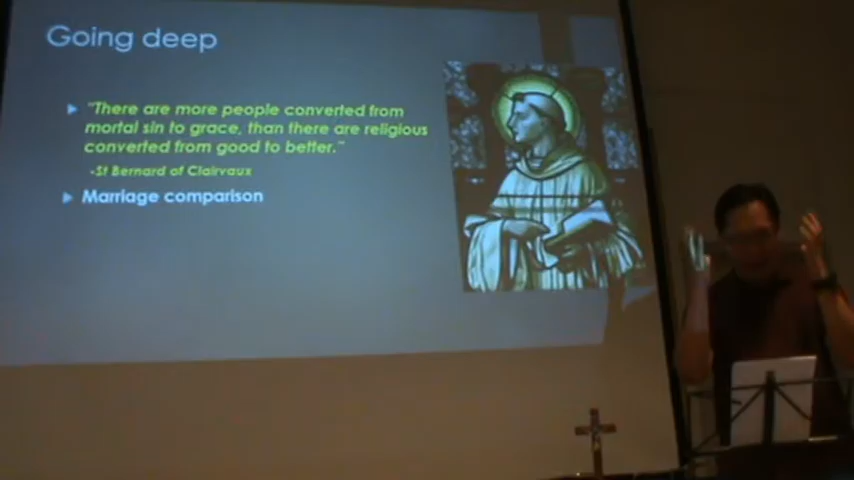 Going deep
"There are more people converted from
mortal sin to grace, than there are religious
converted from good to better."
-St Bernard of Clairvaux
Marriage comparison